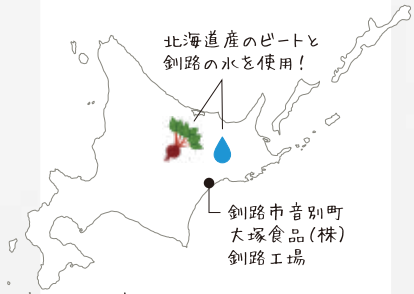 北海道産のビートと
釧路の水を使用！
釧路市音別町
大塚食品(株)
釧路工場